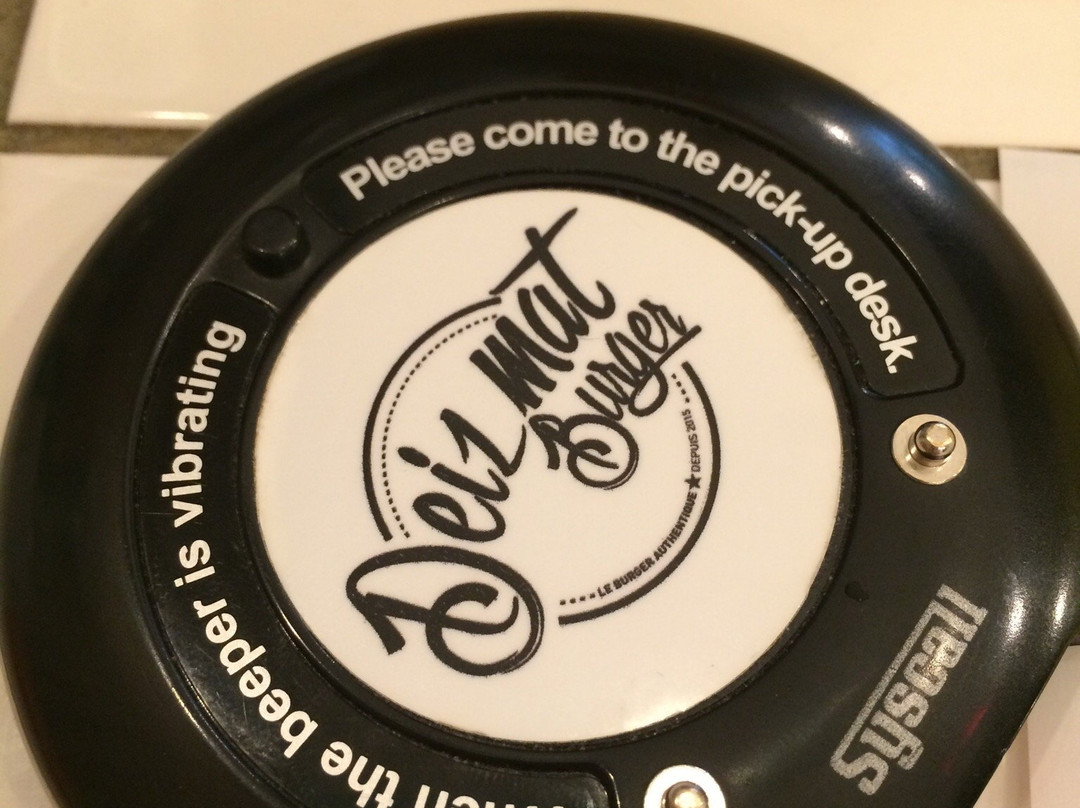 When the beeper is vibrating
Please come to the pick-up desk.
Deiz mat
Burger
LE BURGER AUTHENTIQUE ★ DEPUIS 2015
Syscall